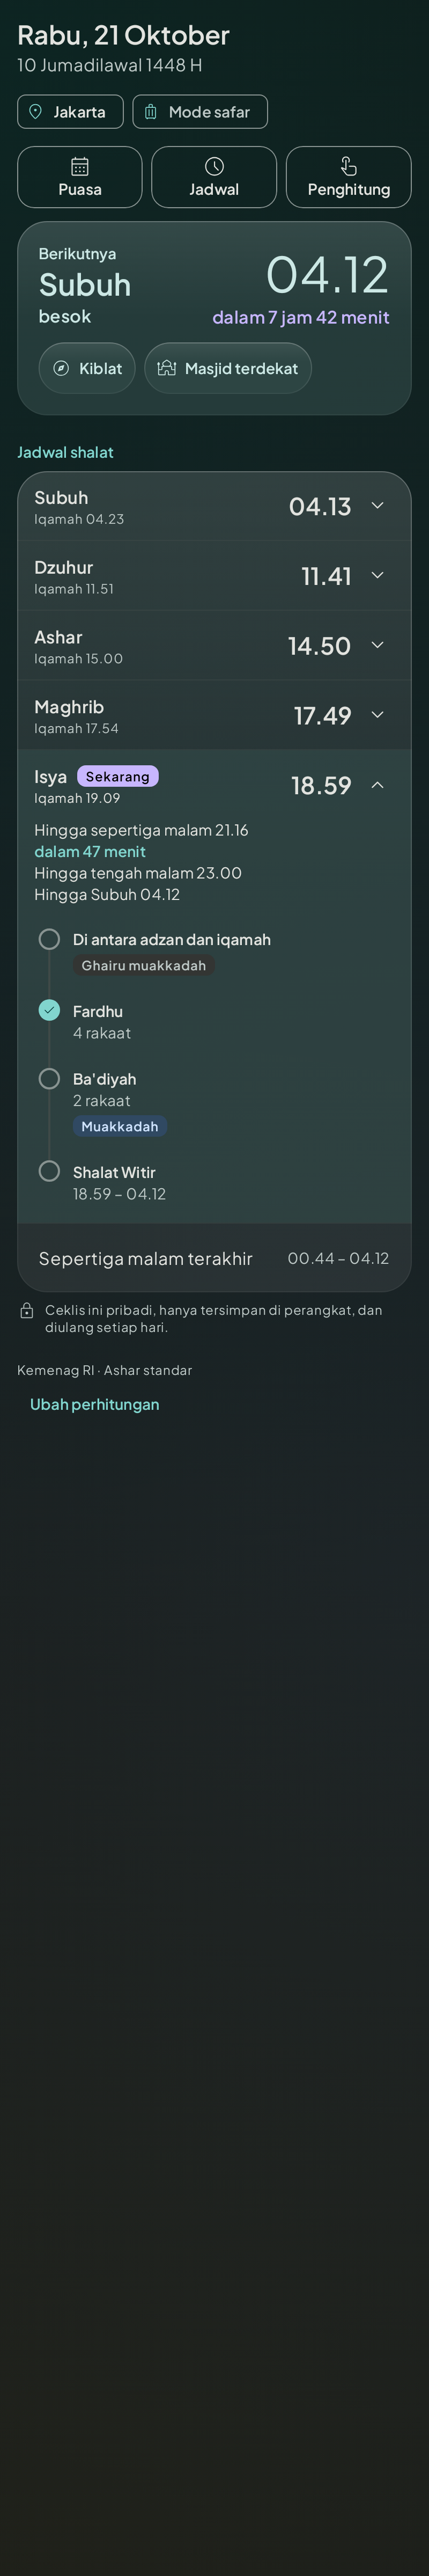 Rabu, 21 Oktober
10 Jumadilawal 1448 H
Jakarta
Mode safar
Puasa
Jadwal
Penghitung
Berikutnya
Subuh
besok
04.12
dalam 7 jam 42 menit
Kiblat
Masjid terdekat
Jadwal shalat
Subuh
Iqamah 04.23
04.13
Dzuhur
Iqamah 11.51
11.41
Ashar
Iqamah 15.00
14.50
Maghrib
Iqamah 17.54
17.49
Isya Sekarang
Iqamah 19.09
18.59
Hingga sepertiga malam 21.16
dalam 47 menit
Hingga tengah malam 23.00
Hingga Subuh 04.12
Di antara adzan dan iqamah
Ghairu muakkadah
Fardhu
4 rakaat
Ba'diyah
2 rakaat
Muakkadah
Shalat Witir
18.59 – 04.12
Sepertiga malam terakhir 00.44 – 04.12
Ceklis ini pribadi, hanya tersimpan di perangkat, dan
diulang setiap hari.
Kemenag RI · Ashar standar
Ubah perhitungan